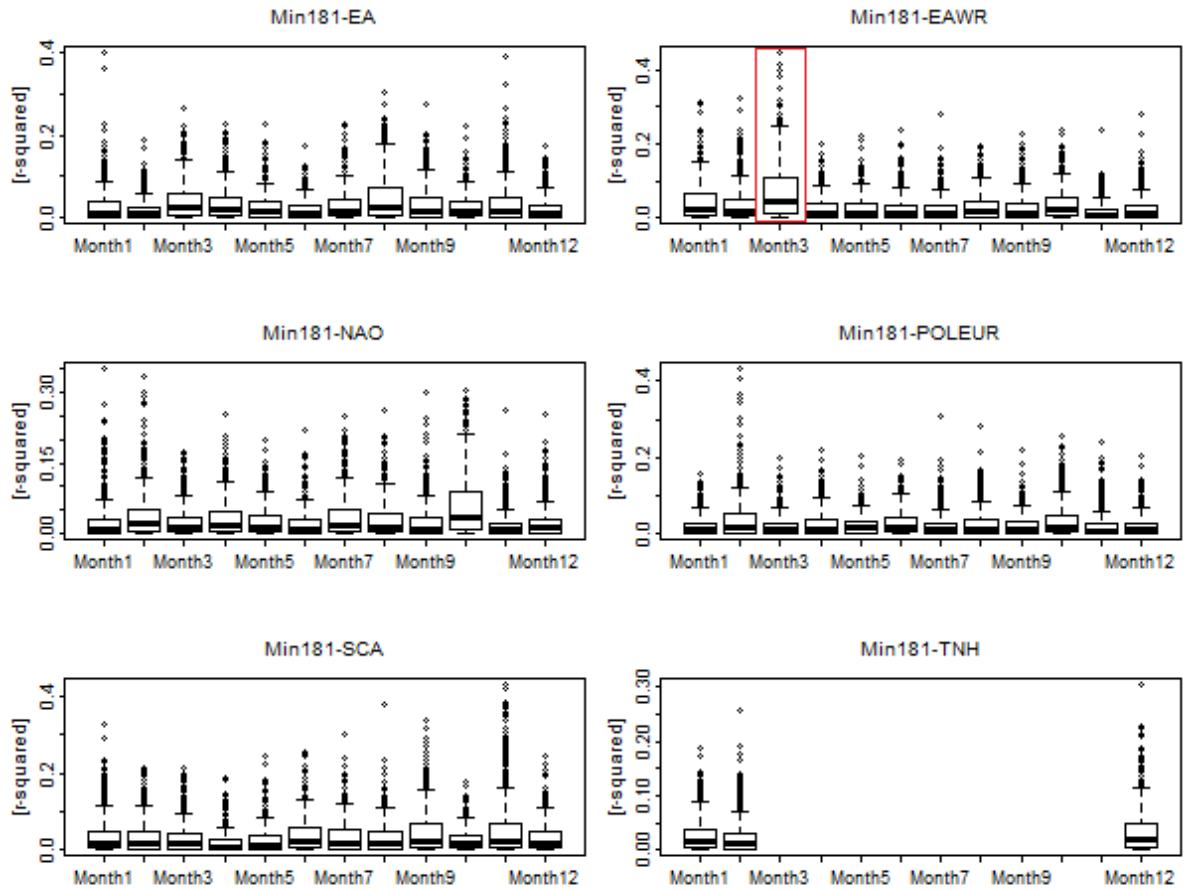 Min181-EA
[r-squared]
0.4
0.2
0.0
Month1 Month3 Month5 Month7 Month9 Month12
Min181-EAWR
[r-squared]
0.4
0.2
0.0
Month1 Month3 Month5 Month7 Month9 Month12
Min181-NAO
[r-squared]
0.30
0.15
0.00
Month1 Month3 Month5 Month7 Month9 Month12
Min181-POLEUR
[r-squared]
0.4
0.2
0.0
Month1 Month3 Month5 Month7 Month9 Month12
Min181-SCA
[r-squared]
0.4
0.2
0.0
Month1 Month3 Month5 Month7 Month9 Month12
Min181-TNH
[r-squared]
0.30
0.20
0.10
0.00
Month1 Month3 Month5 Month7 Month9 Month12